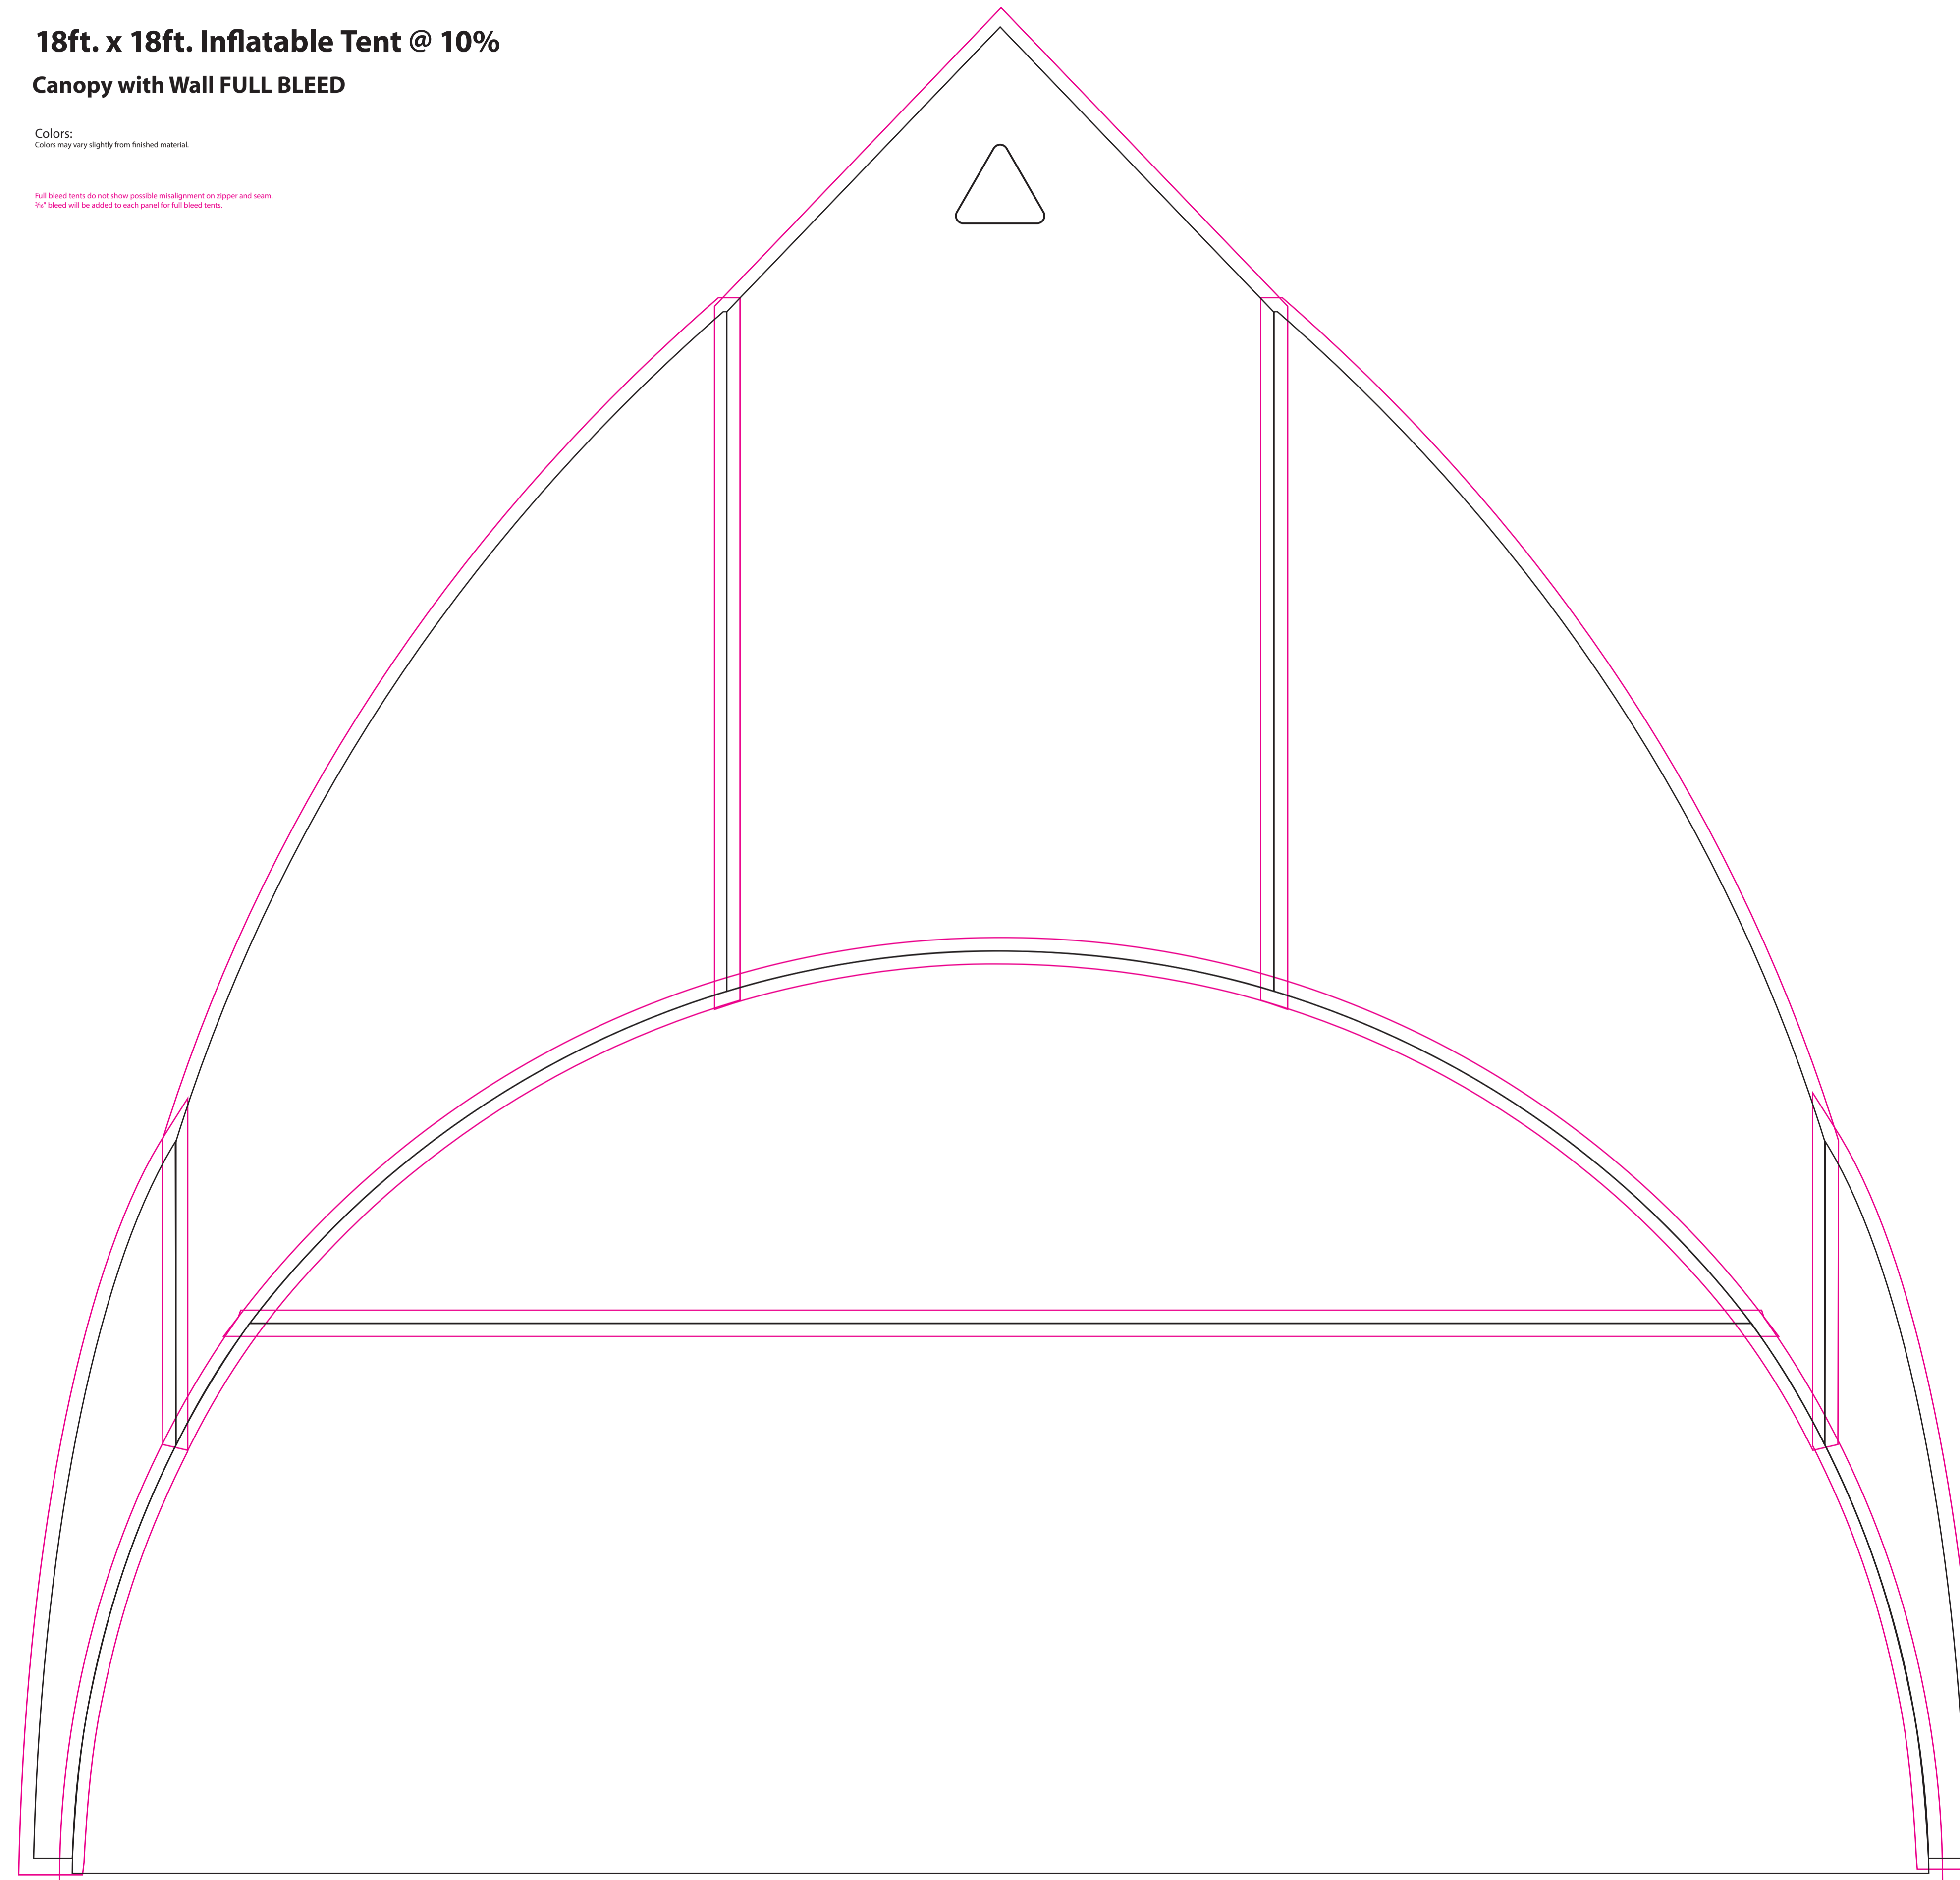 18ft. x 18ft. Inflatable Tent @ 10%
Canopy with Wall FULL BLEED
Colors:
Colors may vary slightly from finished material.
Full bleed tents do not show possible misalignment on zipper and seam.
³⁄₁₆" bleed will be added to each panel for full bleed tents.